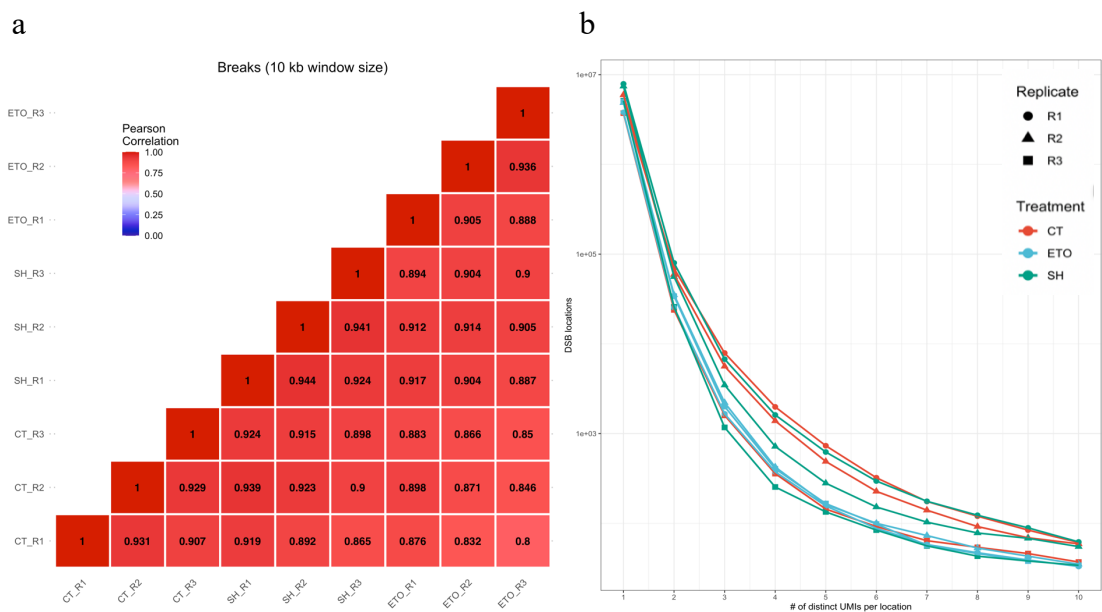 a
b
Breaks (10 kb window size)
Pearson
Correlation
1.00
0.75
0.50
0.25
0.00
ETO_R3 1
ETO_R2 1 0.936
ETO_R1 1 0.905 0.888
SH_R3 1 0.894 0.904 0.9
SH_R2 1 0.941 0.912 0.914 0.905
SH_R1 1 0.944 0.924 0.917 0.904 0.887
CT_R3 1 0.924 0.915 0.898 0.883 0.866 0.85
CT_R2 1 0.929 0.939 0.923 0.9 0.898 0.871 0.846
CT_R1 1 0.931 0.907 0.919 0.892 0.865 0.876 0.832 0.8
CT_R1 CT_R2 CT_R3 SH_R1 SH_R2 SH_R3 ETO_R1 ETO_R2 ETO_R3
1e+07
1e+05
1e+03
DSB locations
Replicate
R1
R2
R3
Treatment
CT
ETO
SH
1 2 3 4 5 6 7 8 9 10
# of distinct UMIs per location